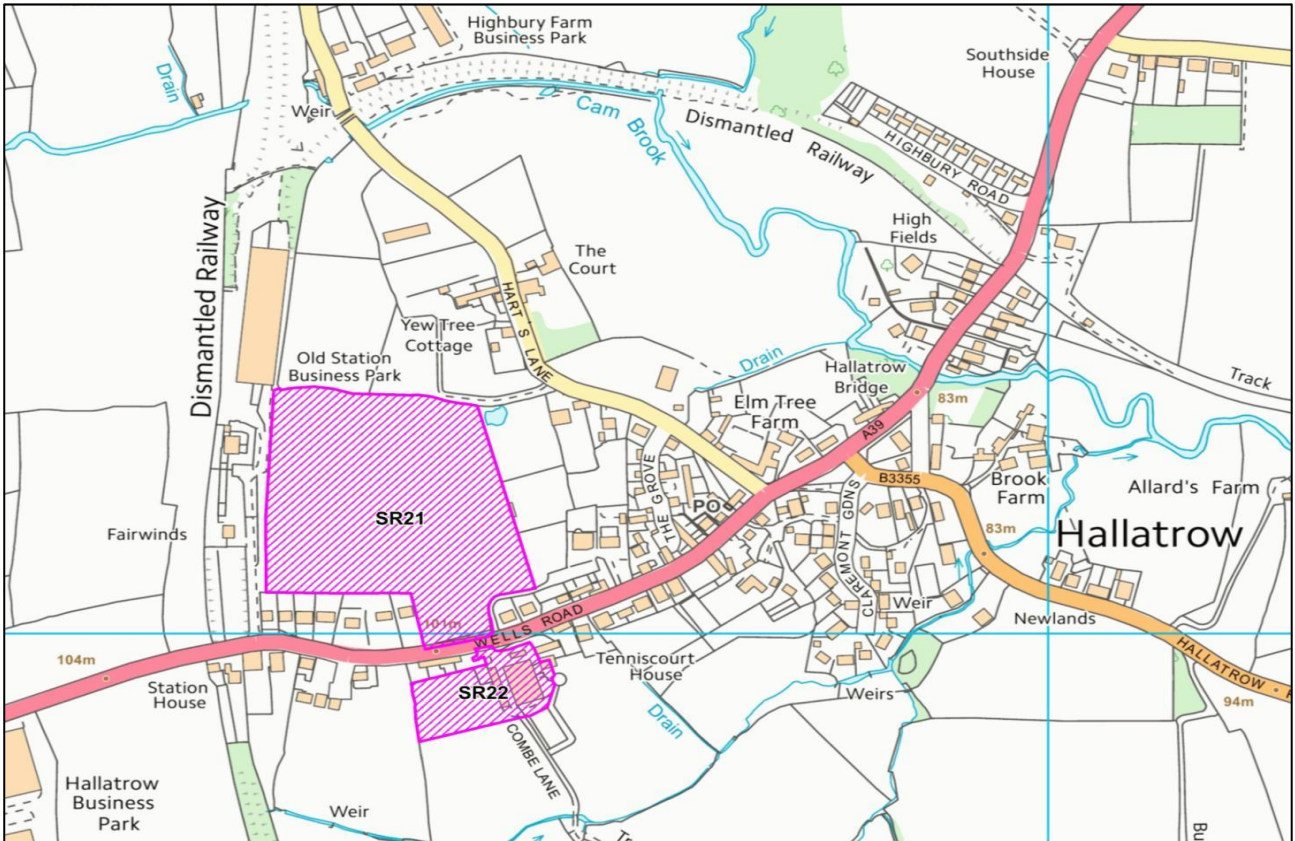 Highbury Farm
Business Park
Southside
House
Drain
Weir
Cam Brook
Dismantled Railway
HIGHBURY ROAD
High
Fields
Dismantled Railway
The
Court
HART'S LANE
Yew Tree
Cottage
Old Station
Business Park
Drain
Hallatrow
Bridge
83m
Track
Elm Tree
Farm
A39
B3355
THE GROVE
PO
CLAREMONT GDNS
Brook
Farm
Allard's Farm
SR21
Fairwinds
83m
Hallatrow
Weir
Newlands
101m
WELLS ROAD
104m
Station
House
SR22
Tenniscourt
House
Weirs
HALLATROW
94m
Drain
COMBE LANE
Hallatrow
Business
Park
Weir